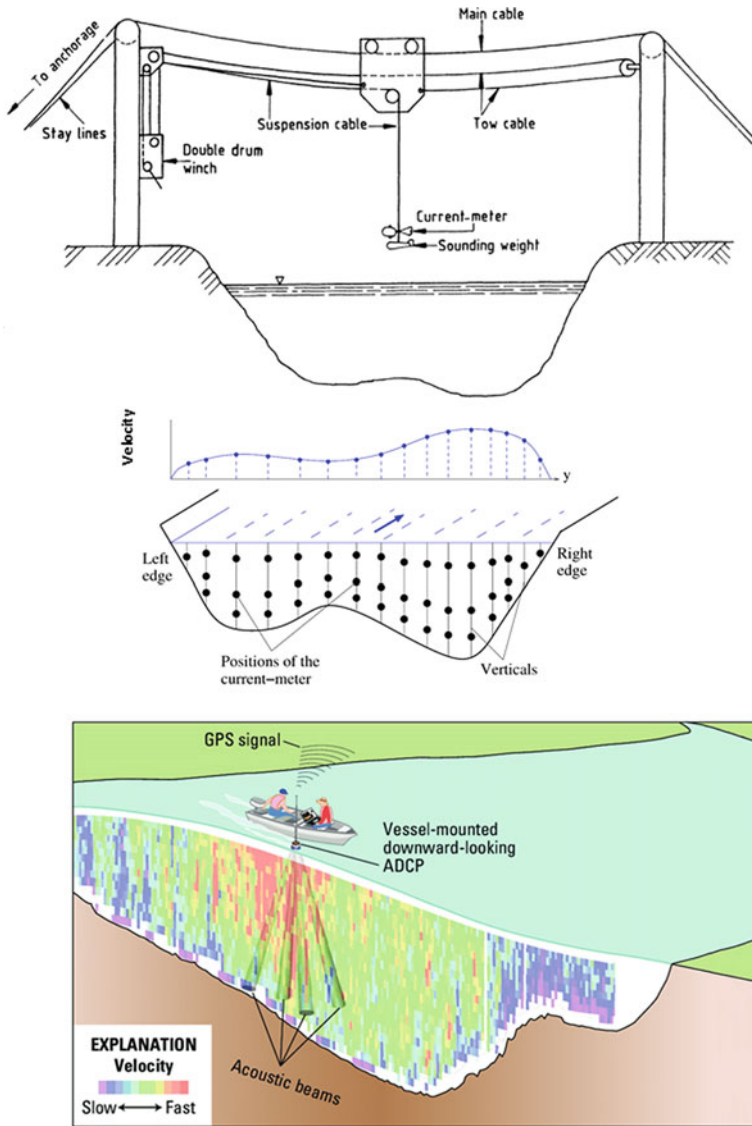 Main cable
To anchorage
Stay lines
Suspension cable
Tow cable
Double drum
winch
Current-meter
Sounding weight
Velocity
y
Left
edge
Right
edge
Positions of the
current-meter
Verticals
GPS signal
Vessel-mounted
downward-looking
ADCP
EXPLANATION
Velocity
Slow
Fast
Acoustic beams